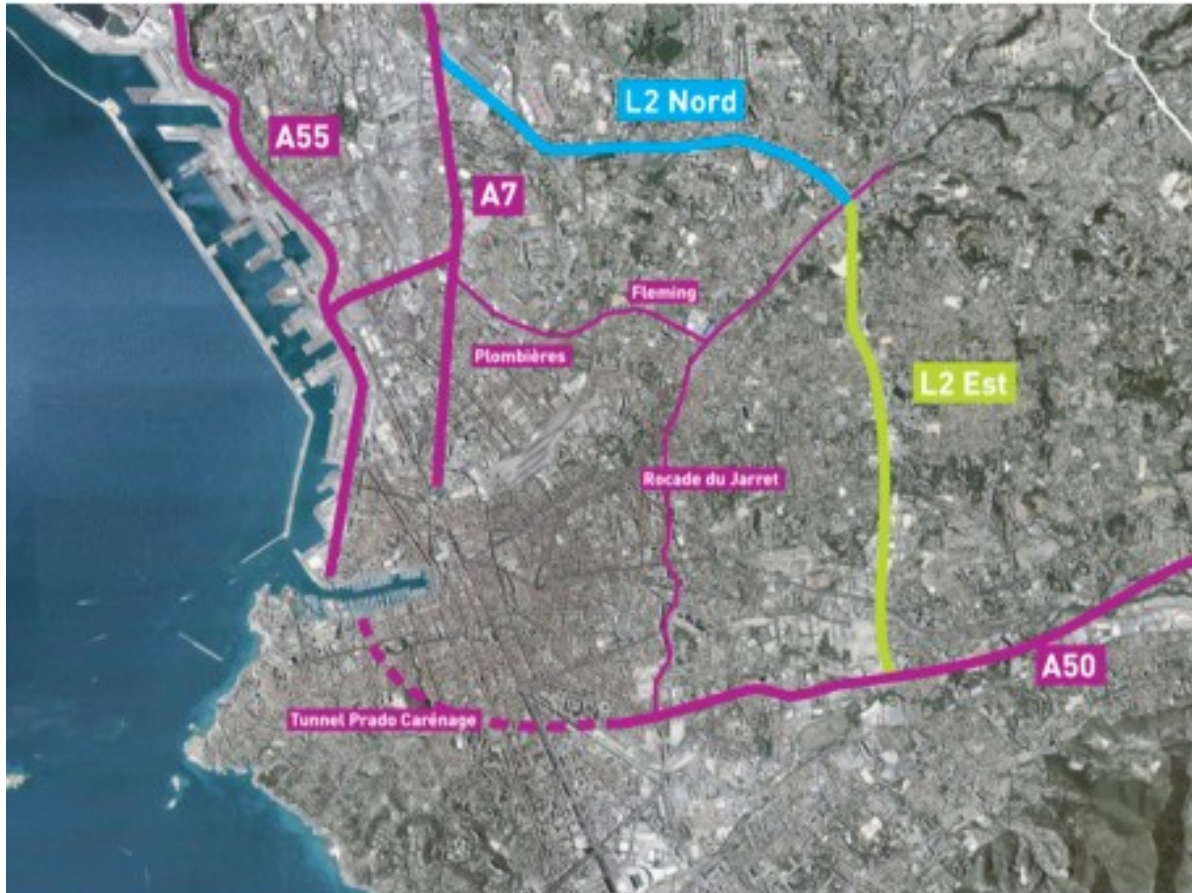 L2 Nord
A55
A7
Fleming
Plombières
L2 Est
Rocade du Jarret
A50
Tunnel Prado Carénage